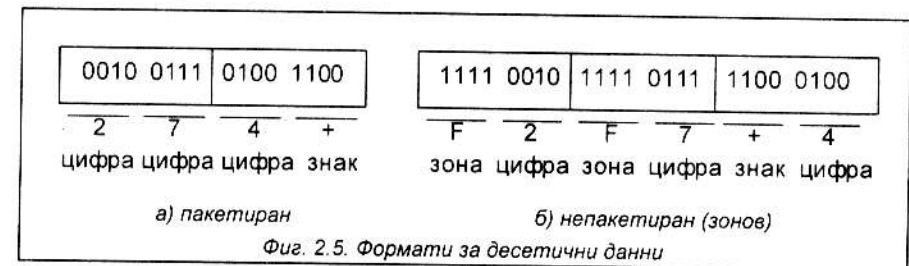 0010 0111 0100 1100 1111 0010 1111 0111 1100 0100
2 7 4 + F 2 F 7 + 4
цифра цифра цифра знак зона цифра зона цифра знак цифра
а) пакетиран б) непакетиран (зонов)
Фиг. 2.5. Формати за десетични данни